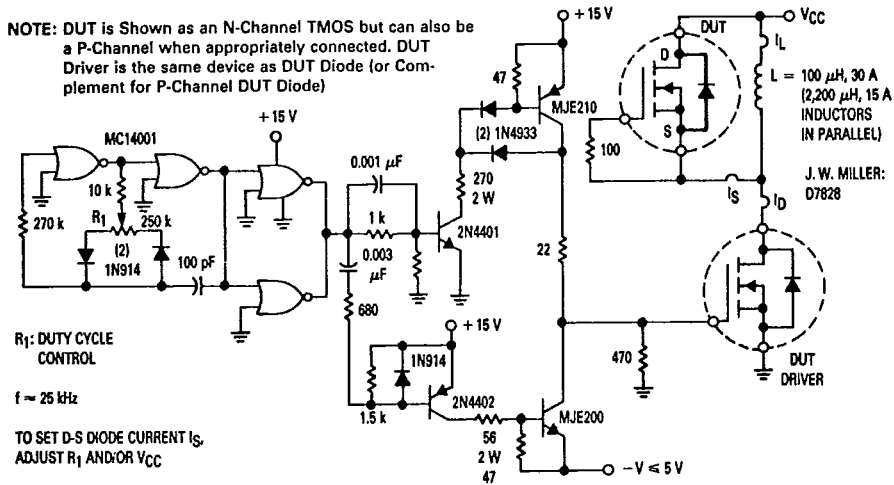 NOTE: DUT is Shown as an N-Channel TMOS but can also be
a P-Channel when appropriately connected. DUT
Driver is the same device as DUT Diode (or Com-
plement for P-Channel DUT Diode)
+15 V
VCC
DUT
IL
D
S
47
MJE210
(2) 1N4933
100
L = 100 μH, 30 A
(2,200 μH, 15 A
INDUCTORS
IN PARALLEL)
J. W. MILLER:
D7828
IS
ID
+15 V
MC14001
10 k
270 k
R1
250 k
(2)
1N914
100 pF
0.001 μF
1 k
0.003
μF
270
2 W
2N4401
22
680
+15 V
1N914
1.5 k
2N4402
56
2 W
47
MJE200
470
DUT
DRIVER
−V ≤ 5 V
R1: DUTY CYCLE
CONTROL
f ≈ 25 kHz
TO SET D-S DIODE CURRENT IS,
ADJUST R1 AND/OR VCC